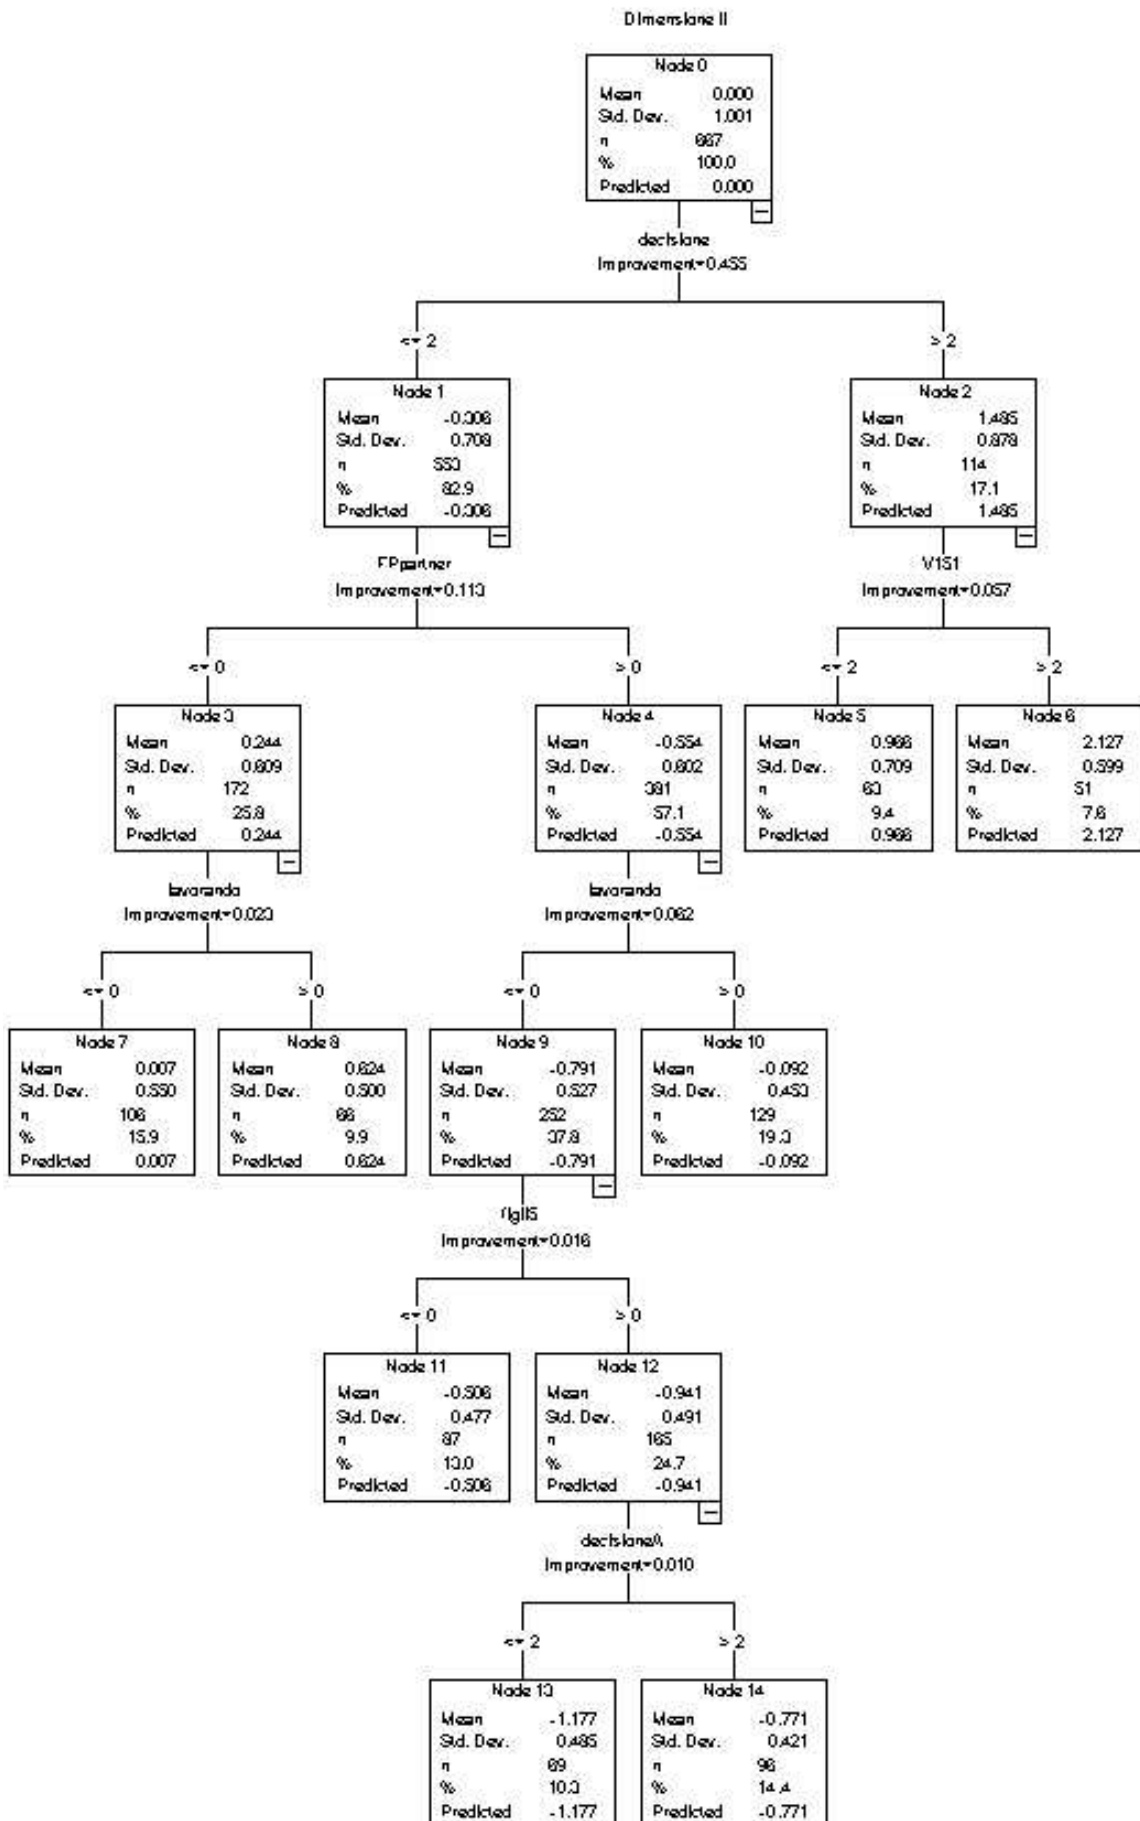 Dimensione II
Node 0
Mean 0.000
Std. Dev. 1.001
n 667
% 100.0
Predicted 0.000
decisione
Improvement=0.455
<= 2
> 2
Node 1
Mean -0.306
Std. Dev. 0.708
n 553
% 82.9
Predicted -0.306
Node 2
Mean 1.485
Std. Dev. 0.878
n 114
% 17.1
Predicted 1.485
FPpartner
Improvement=0.113
V151
Improvement=0.057
<= 0
> 0
<= 2
> 2
Node 3
Mean 0.244
Std. Dev. 0.609
n 172
% 25.8
Predicted 0.244
Node 4
Mean -0.554
Std. Dev. 0.602
n 381
% 57.1
Predicted -0.554
Node 5
Mean 0.966
Std. Dev. 0.709
n 63
% 9.4
Predicted 0.966
Node 6
Mean 2.127
Std. Dev. 0.599
n 51
% 7.6
Predicted 2.127
lavorando
Improvement=0.023
lavorando
Improvement=0.062
<= 0
> 0
<= 0
> 0
Node 7
Mean 0.007
Std. Dev. 0.550
n 106
% 15.9
Predicted 0.007
Node 8
Mean 0.624
Std. Dev. 0.500
n 66
% 9.9
Predicted 0.624
Node 9
Mean -0.791
Std. Dev. 0.527
n 252
% 37.8
Predicted -0.791
Node 10
Mean -0.092
Std. Dev. 0.453
n 129
% 19.3
Predicted -0.092
figli5
Improvement=0.016
<= 0
> 0
Node 11
Mean -0.506
Std. Dev. 0.477
n 87
% 13.0
Predicted -0.506
Node 12
Mean -0.941
Std. Dev. 0.491
n 165
% 24.7
Predicted -0.941
decisioneA
Improvement=0.010
<= 2
> 2
Node 13
Mean -1.177
Std. Dev. 0.485
n 69
% 10.3
Predicted -1.177
Node 14
Mean -0.771
Std. Dev. 0.421
n 96
% 14.4
Predicted -0.771